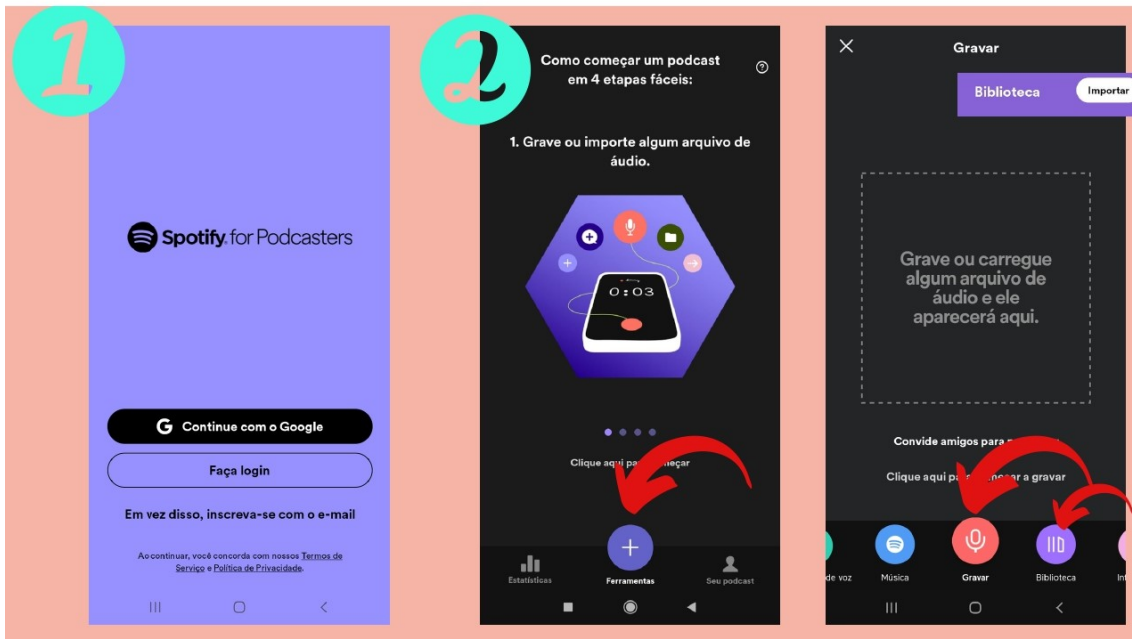 1
Spotify for Podcasters
G Continue com o Google
Faça login
Em vez disso, inscreva-se com o e-mail
Ao continuar, você concorda com nossos Termos de
Serviço e Política de Privacidade.
2
Como começar um podcast
em 4 etapas fáceis:
1. Grave ou importe algum arquivo de
áudio.
0:03
Clique aqui
Estatísticas
Ferramentas
Seu podcast
Gravar
Biblioteca
Importar
Grave ou carregue
algum arquivo de
áudio e ele
aparecerá aqui.
Convide amigos para
Clique aqui
a gravar
de voz
Música
Gravar
Biblioteca